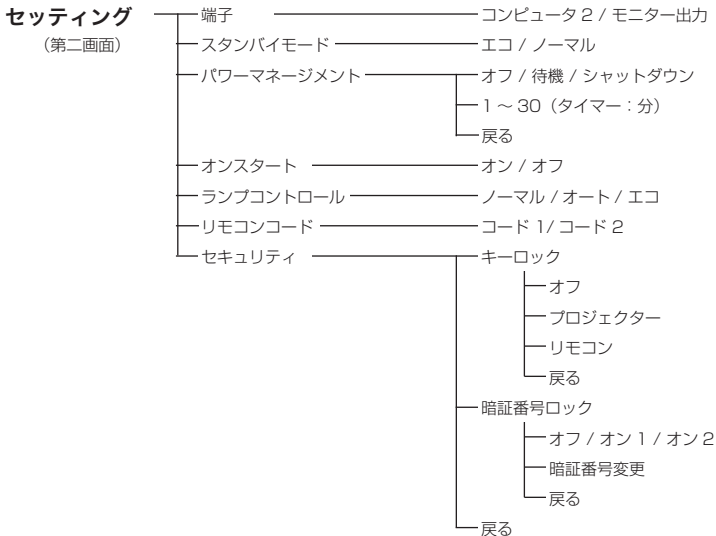 セッティング 端子 コンピュータ 2 / モニター出力
(第二画面) スタンバイモード エコ / ノーマル
パワーマネージメント オフ / 待機 / シャットダウン
1 ～ 30（タイマー：分）
戻る
オンスタート オン / オフ
ランプコントロール ノーマル / オート / エコ
リモコンコード コード 1/ コード 2
セキュリティ キーロック
オフ
プロジェクター
リモコン
戻る
暗証番号ロック
オフ / オン 1 / オン 2
暗証番号変更
戻る
戻る